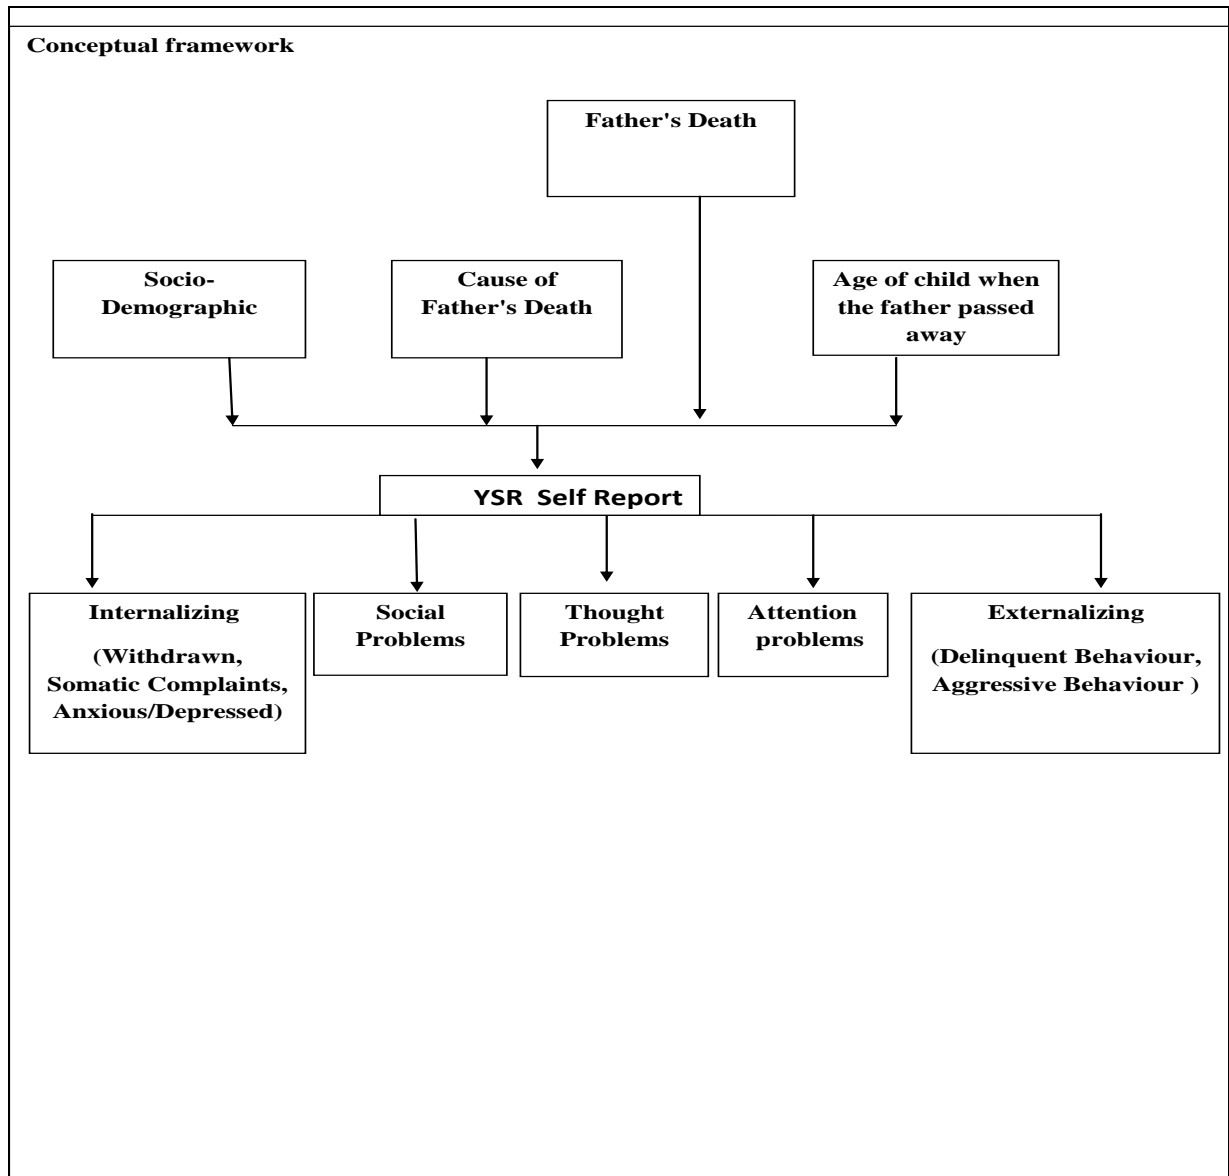 Conceptual framework
Father's Death
Socio-
Demographic
Cause of
Father's Death
Age of child when
the father passed
away
YSR  Self Report
Internalizing
(Withdrawn,
Somatic Complaints,
Anxious/Depressed)
Social
Problems
Thought
Problems
Attention
problems
Externalizing
(Delinquent Behaviour,
Aggressive Behaviour )